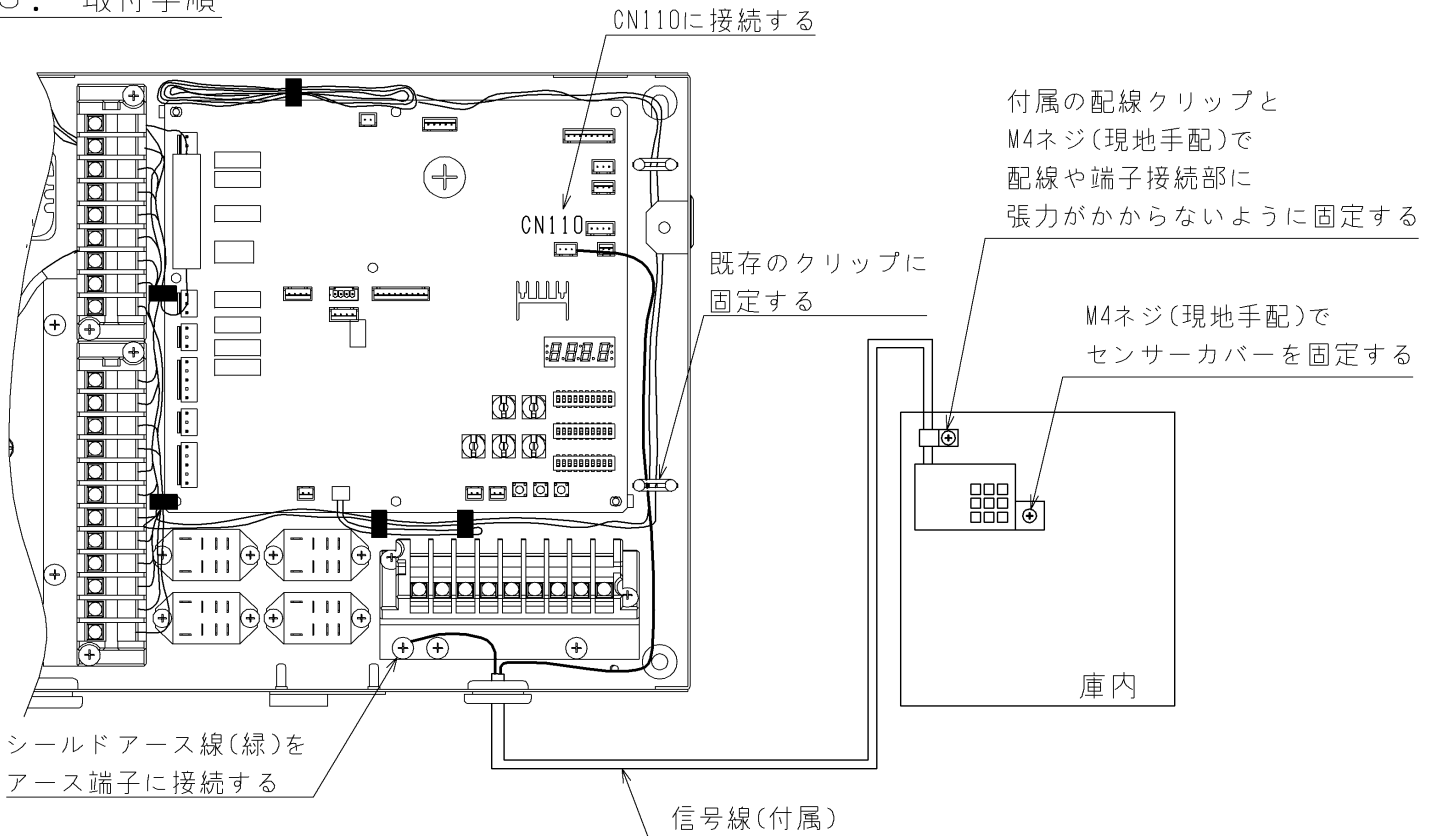 取付手順
CN110に接続する
付属の配線クリップと
M4ネジ(現地手配)で
配線や端子接続部に
張力がかからないように固定する
CN110
既存のクリップに
固定する
M4ネジ(現地手配)で
センサーカバーを固定する
庫内
シールドアース線(緑)を
アース端子に接続する
信号線(付属)